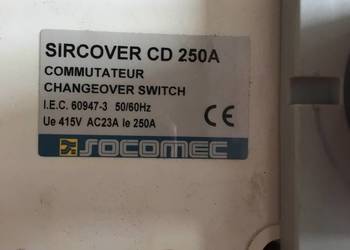 SIRCOVER CD 250A
COMMUTATEUR
CHANGEOVER SWITCH
I.E.C. 60947-3 50/60Hz
Ue 415V AC23A Ie 250A
CE
SOCOMEC